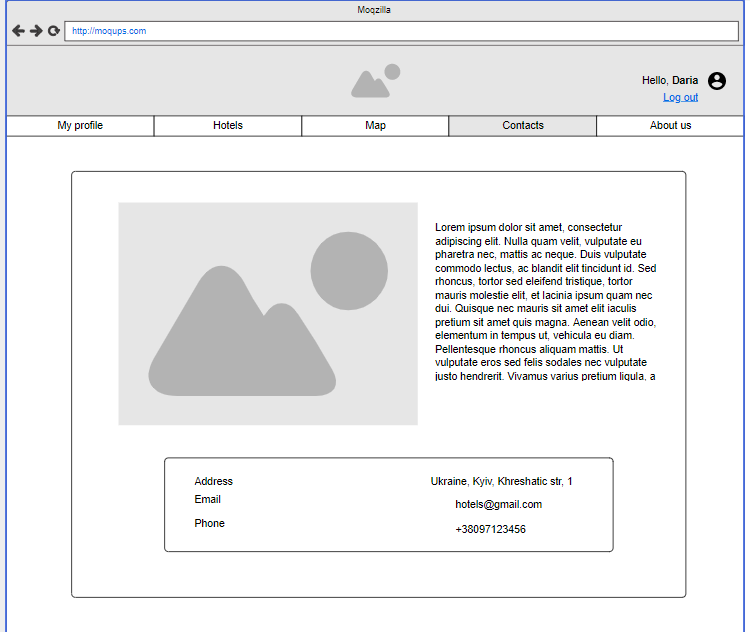 Moqzilla
http://moqups.com
Hello, Daria
Log out
My profile
Hotels
Map
Contacts
About us
Lorem ipsum dolor sit amet, consectetur
adipiscing elit. Nulla quam velit, vulputate eu
pharetra nec, mattis ac neque. Duis vulputate
commodo lectus, ac blandit elit tincidunt id. Sed
rhoncus, tortor sed eleifend tristique, tortor
mauris molestie elit, et lacinia ipsum quam nec
dui. Quisque nec mauris sit amet elit iaculis
pretium sit amet quis magna. Aenean velit odio,
elementum in tempus ut, vehicula eu diam.
Pellentesque rhoncus aliquam mattis. Ut
vulputate eros sed felis sodales nec vulputate
justo hendrerit. Vivamus varius pretium ligula, a
Address
Ukraine, Kyiv, Khreshatic str, 1
Email
hotels@gmail.com
Phone
+38097123456